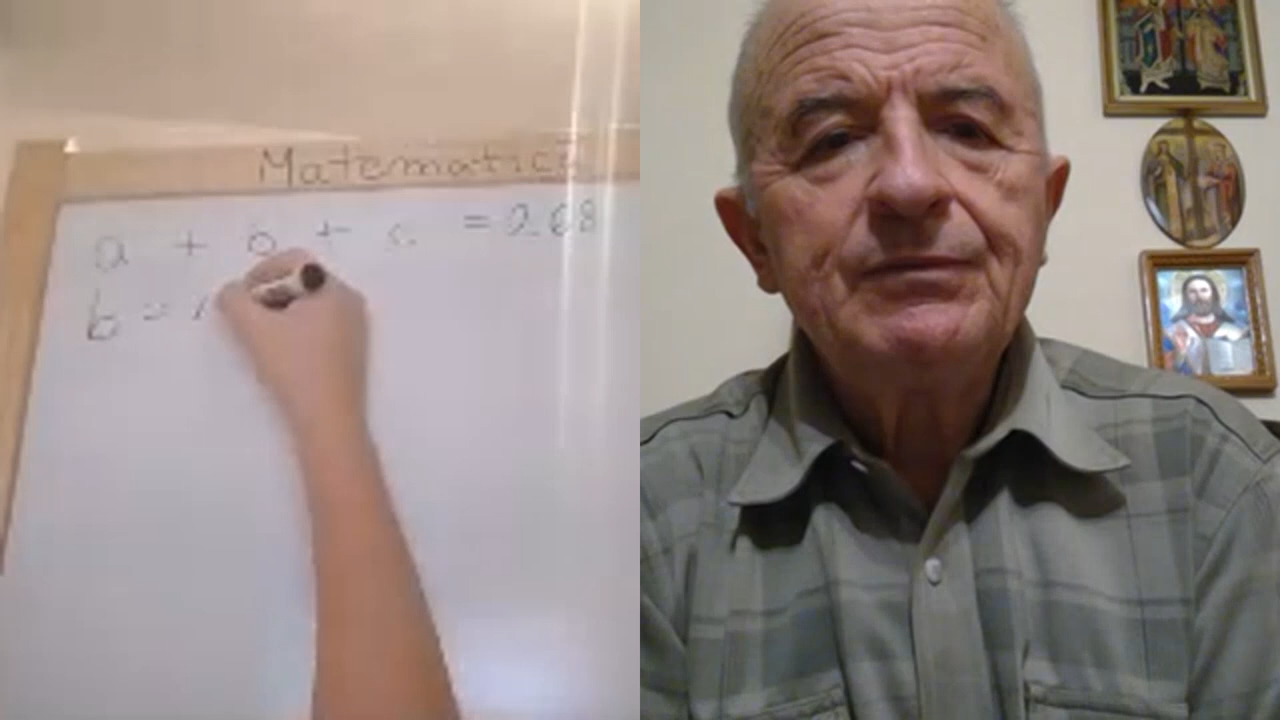 Matematică
a + b + c = 268
b =